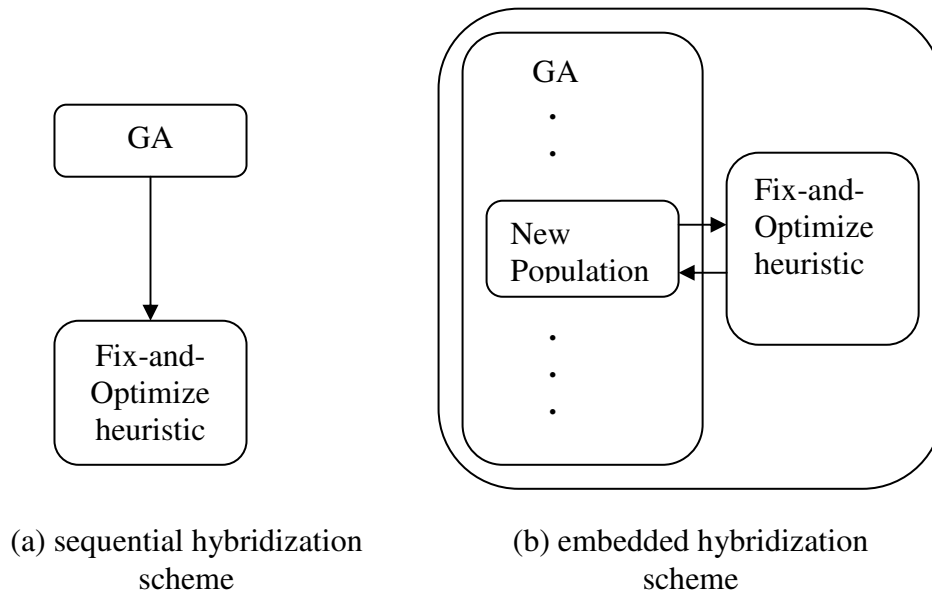 GA
Fix-and-
Optimize
heuristic
(a) sequential hybridization
scheme
GA
New
Population
Fix-and-
Optimize
heuristic
(b) embedded hybridization
scheme